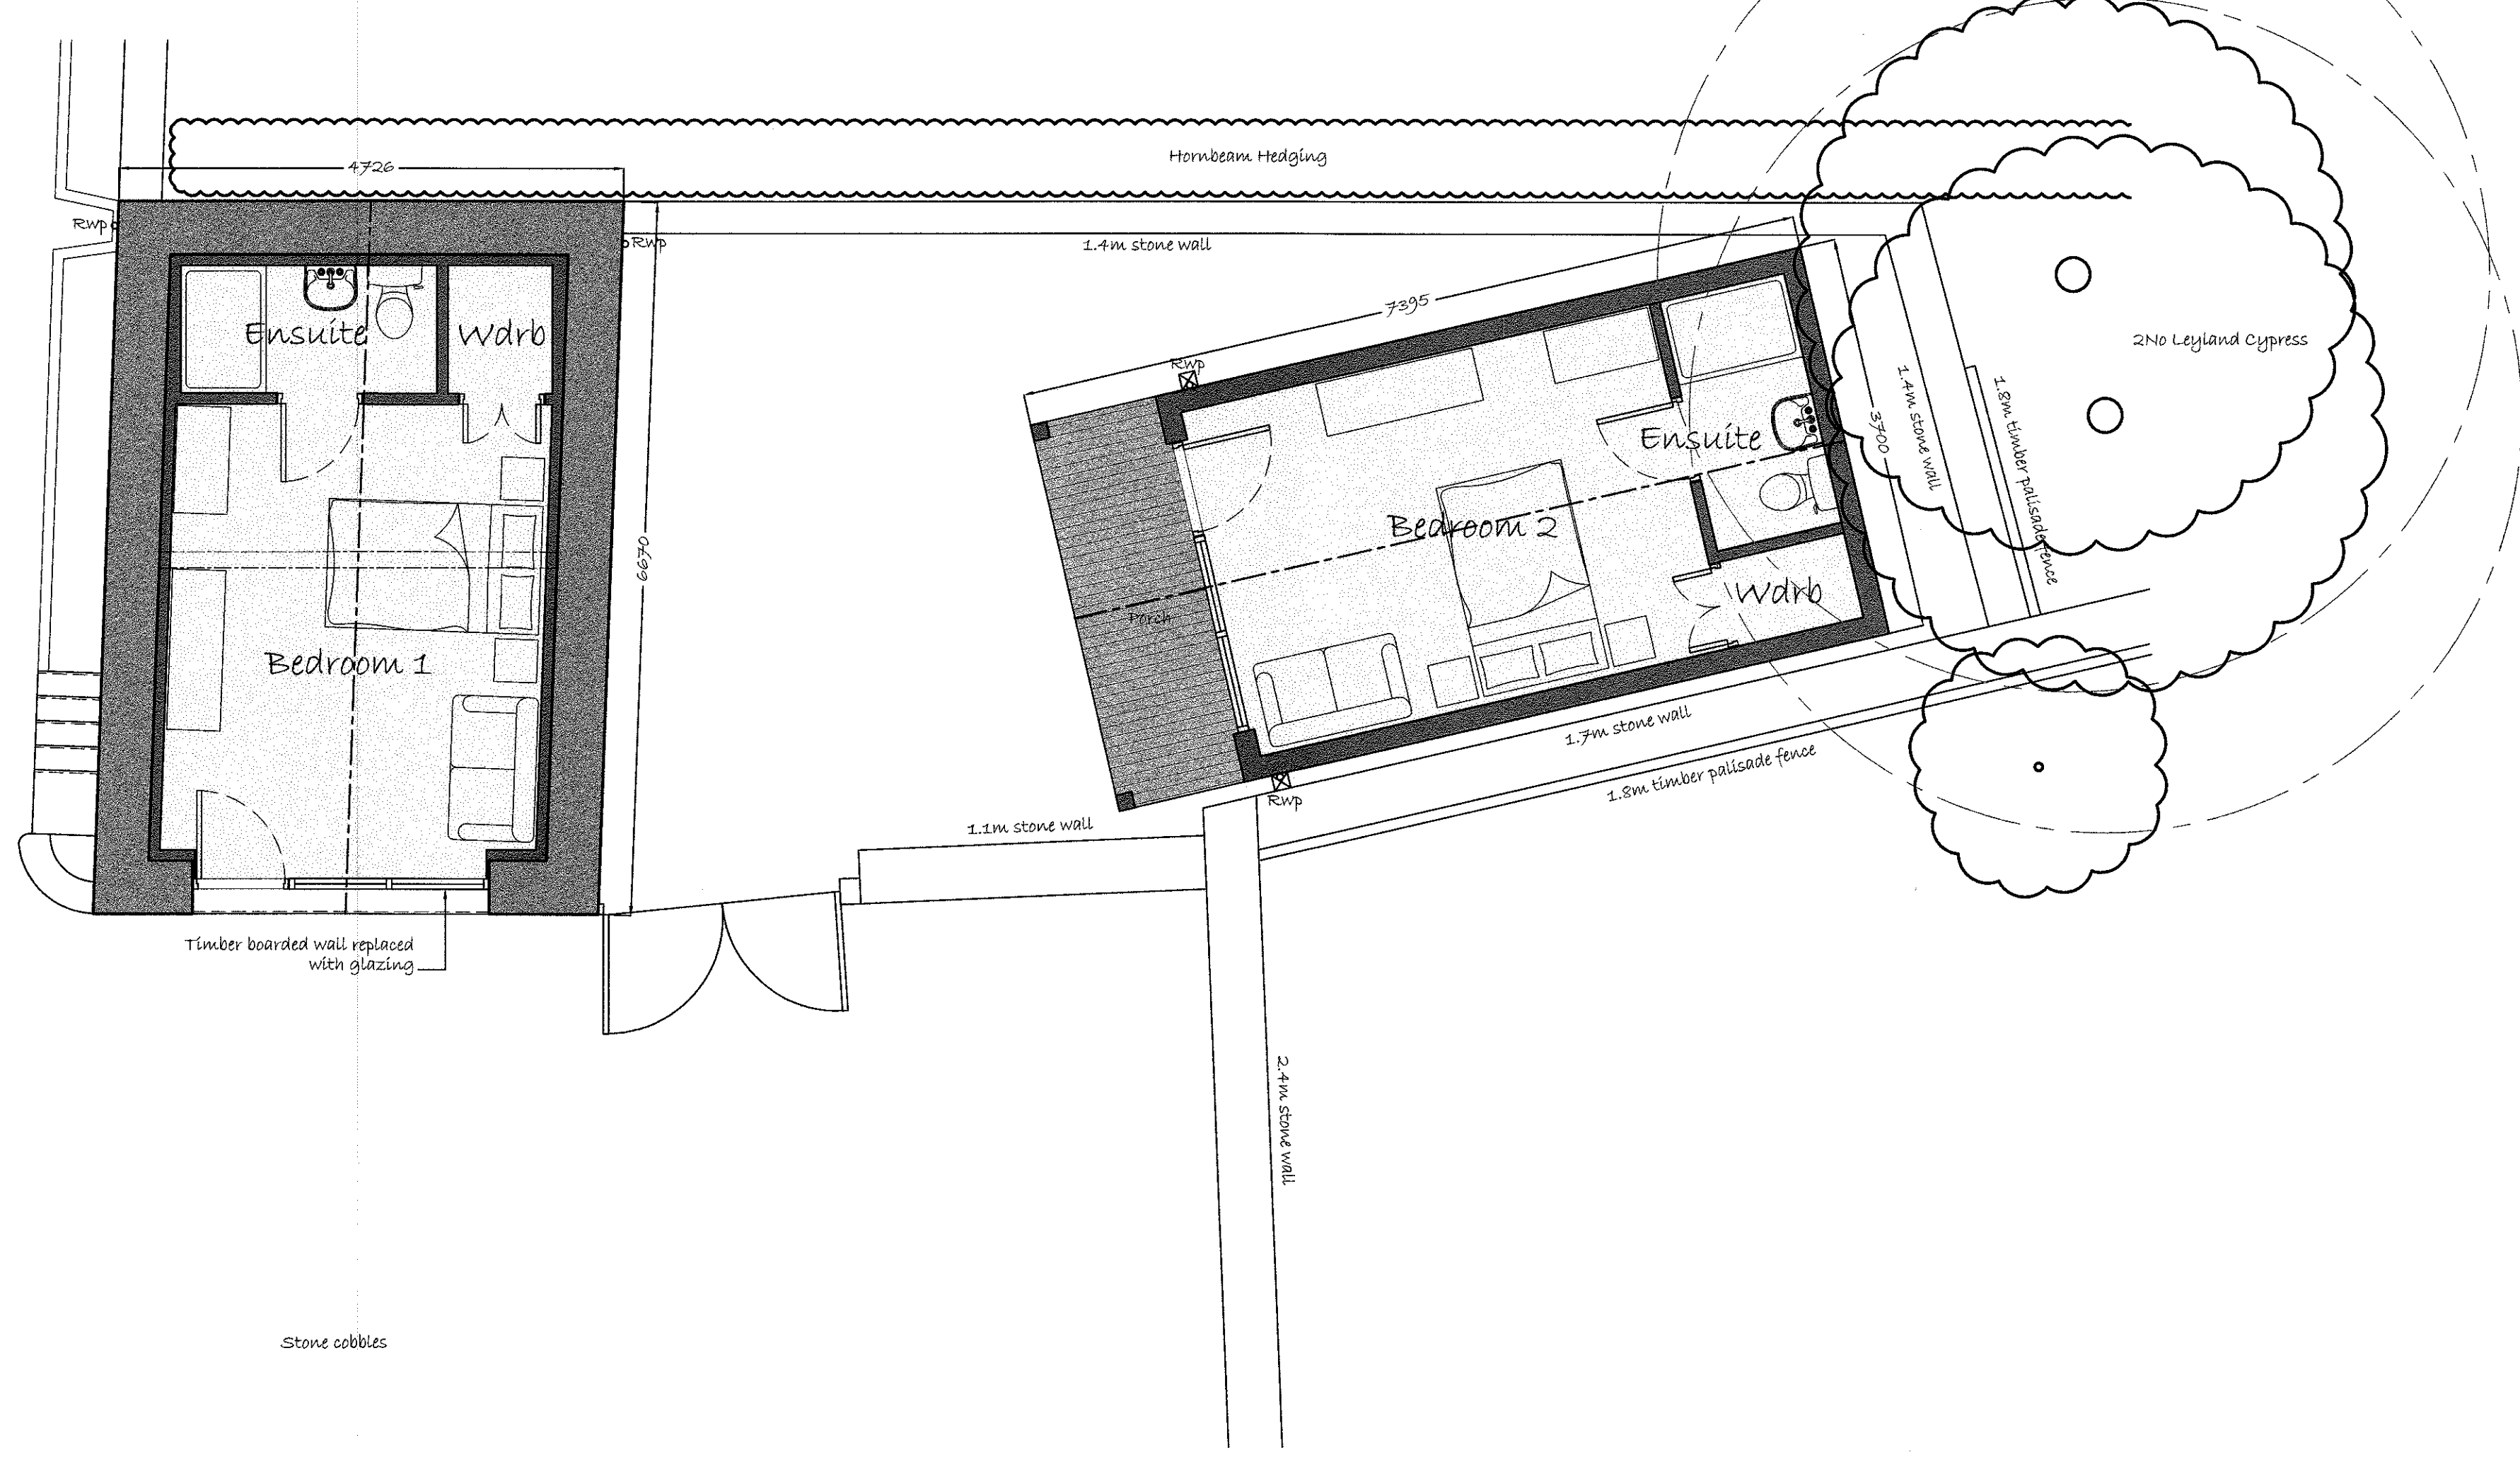 Hornbeam Hedging
4726
Rwp
Rwp
1.4m stone wall
7395
Ensuite
Wdrb
2No Leyland Cypress
Rwp
1.4m stone wall
1.8m timber palisade fence
3700
Ensuite
Bedroom 2
6670
Wdrb
Porch
Bedroom 1
1.7m stone wall
1.8m timber palisade fence
Rwp
1.1m stone wall
Timber boarded wall replaced
with glazing
2.4m stone wall
Stone cobbles